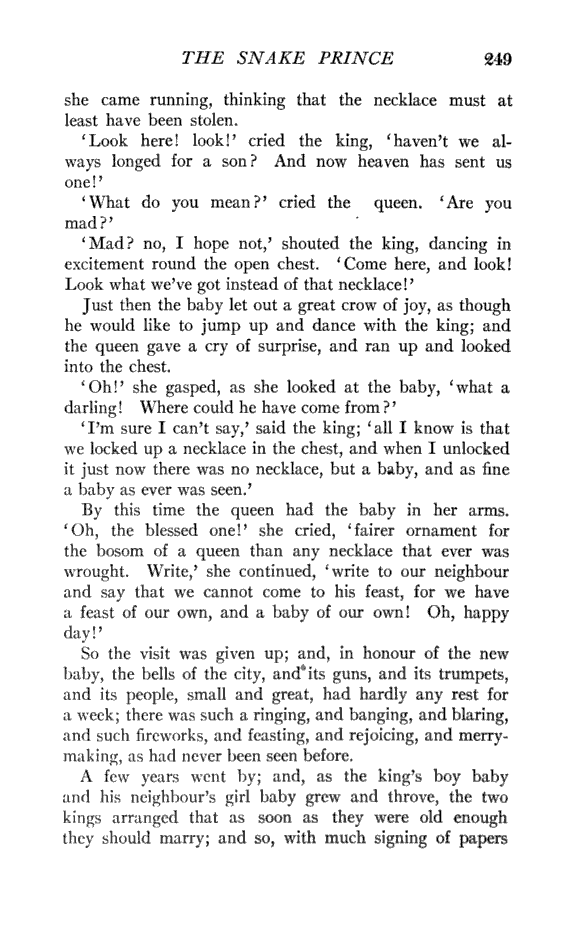 THE SNAKE PRINCE 249
she came running, thinking that the necklace must at
least have been stolen.
‘Look here! look!’ cried the king, ‘haven’t we al-
ways longed for a son? And now heaven has sent us
one!’
‘What do you mean?’ cried the queen. ‘Are you
mad?’
‘Mad? no, I hope not,’ shouted the king, dancing in
excitement round the open chest. ‘Come here, and look!
Look what we’ve got instead of that necklace!’
Just then the baby let out a great crow of joy, as though
he would like to jump up and dance with the king; and
the queen gave a cry of surprise, and ran up and looked
into the chest.
‘Oh!’ she gasped, as she looked at the baby, ‘what a
darling! Where could he have come from?’
‘I’m sure I can’t say,’ said the king; ‘all I know is that
we locked up a necklace in the chest, and when I unlocked
it just now there was no necklace, but a baby, and as fine
a baby as ever was seen.’
By this time the queen had the baby in her arms.
‘Oh, the blessed one!’ she cried, ‘fairer ornament for
the bosom of a queen than any necklace that ever was
wrought. Write,’ she continued, ‘write to our neighbour
and say that we cannot come to his feast, for we have
a feast of our own, and a baby of our own! Oh, happy
day!’
So the visit was given up; and, in honour of the new
baby, the bells of the city, and its guns, and its trumpets,
and its people, small and great, had hardly any rest for
a week; there was such a ringing, and banging, and blaring,
and such fireworks, and feasting, and rejoicing, and merry-
making, as had never been seen before.
A few years went by; and, as the king’s boy baby
and his neighbour’s girl baby grew and throve, the two
kings arranged that as soon as they were old enough
they should marry; and so, with much signing of papers